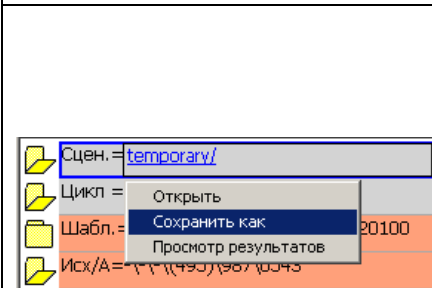 Сцен.=temporary/
Цикл =
Открыть
Сохранить как
Шабл.= 20100
Просмотр результатов
Исх/А=